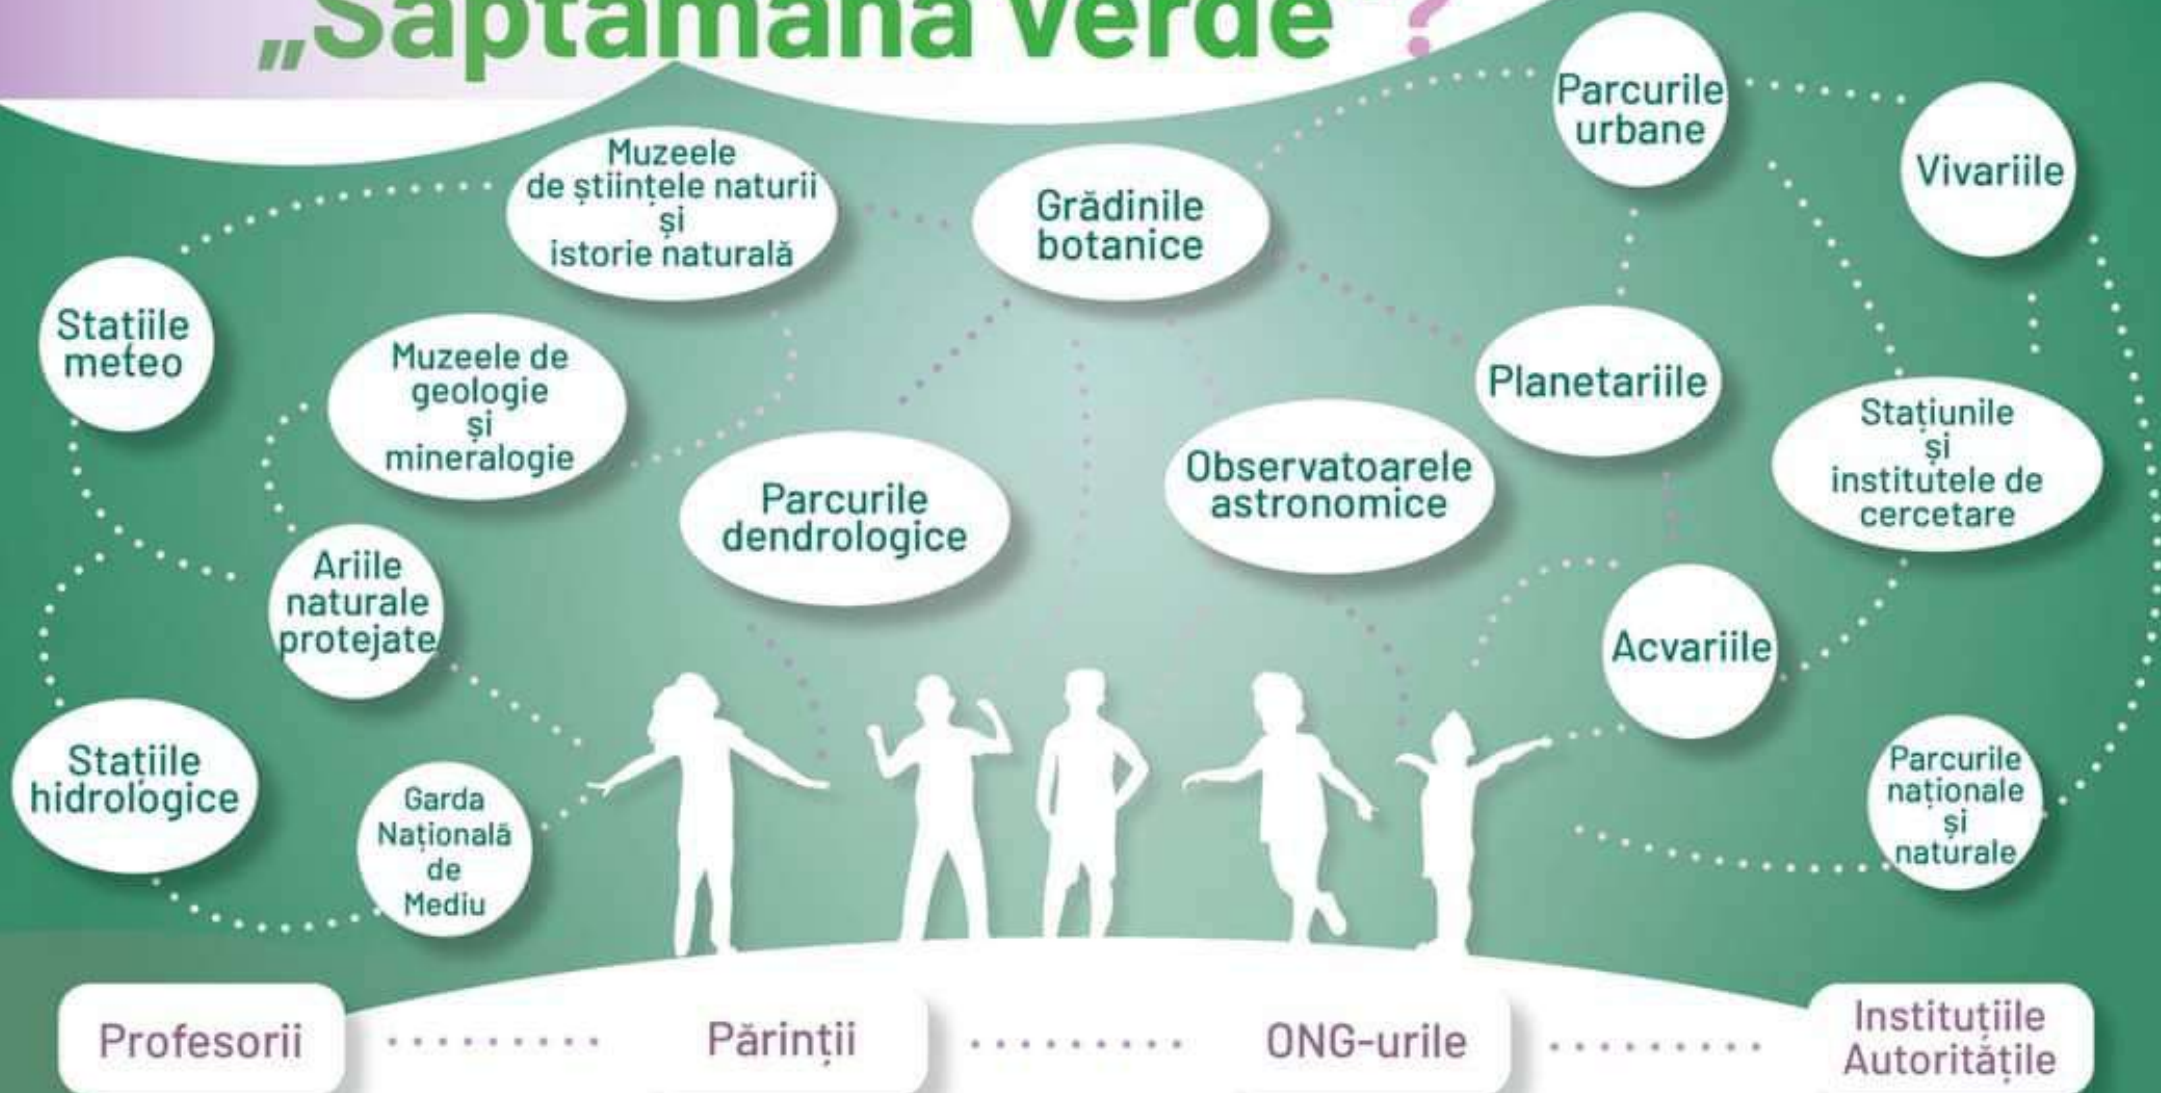 „Săptămâna Verde”?
Parcurile
urbane
Vivariile
Muzeele
de științele naturii
și
istorie naturală
Grădinile
botanice
Stațiile
meteo
Muzeele de
geologie
și
mineralogie
Planetariile
Stațiunile
și
institutele de
cercetare
Parcurile
dendrologice
Observatoarele
astronomice
Ariile
naturale
protejate
Acvariile
Stațiile
hidrologice
Garda
Națională
de
Mediu
Parcurile
naționale
și
naturale
Profesorii
Părinții
ONG-urile
Instituțiile
Autoritățile